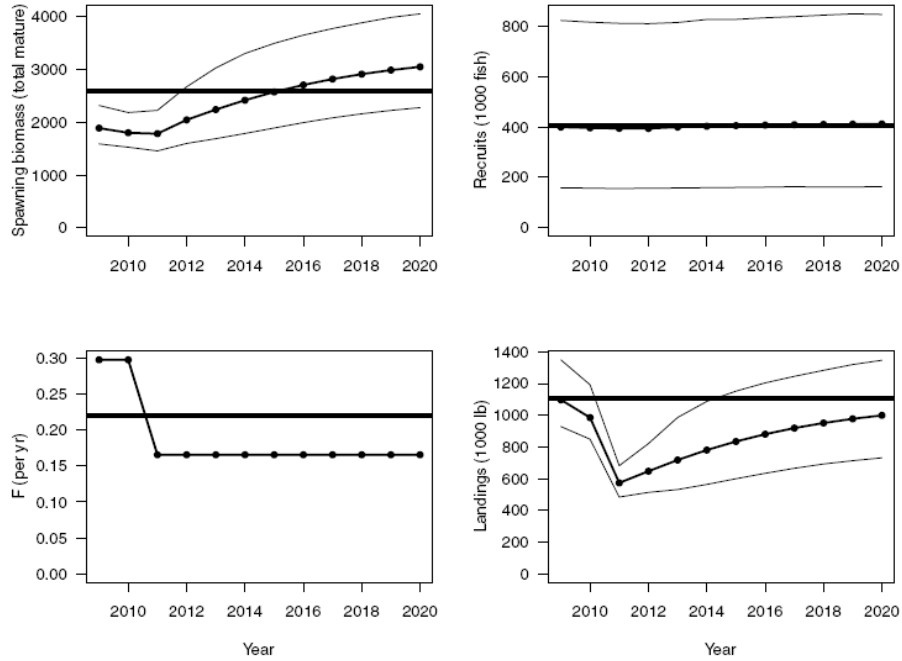 Spawning biomass (total mature)
4000
3000
2000
1000
0
2010 2012 2014 2016 2018 2020
Recruits (1000 fish)
800
600
400
200
0
2010 2012 2014 2016 2018 2020
F (per yr)
0.30
0.25
0.20
0.15
0.10
0.05
0.00
2010 2012 2014 2016 2018 2020
Year
Landings (1000 lb)
1400
1200
1000
800
600
400
200
0
2010 2012 2014 2016 2018 2020
Year